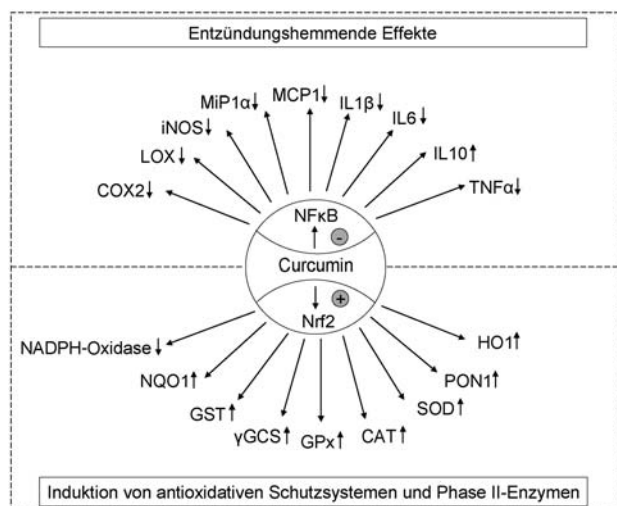 Entzündungshemmende Effekte
MCP1↓
MiP1α↓
IL1β↓
iNOS↓
IL6↓
LOX↓
IL10↑
COX2↓
TNFα↓
NFκB
-
Curcumin
+
Nrf2
NADPH-Oxidase↓
HO1↑
NQO1↑
PON1↑
GST↑
SOD↑
γGCS↑
GPx↑
CAT↑
Induktion von antioxidativen Schutzsystemen und Phase II-Enzymen